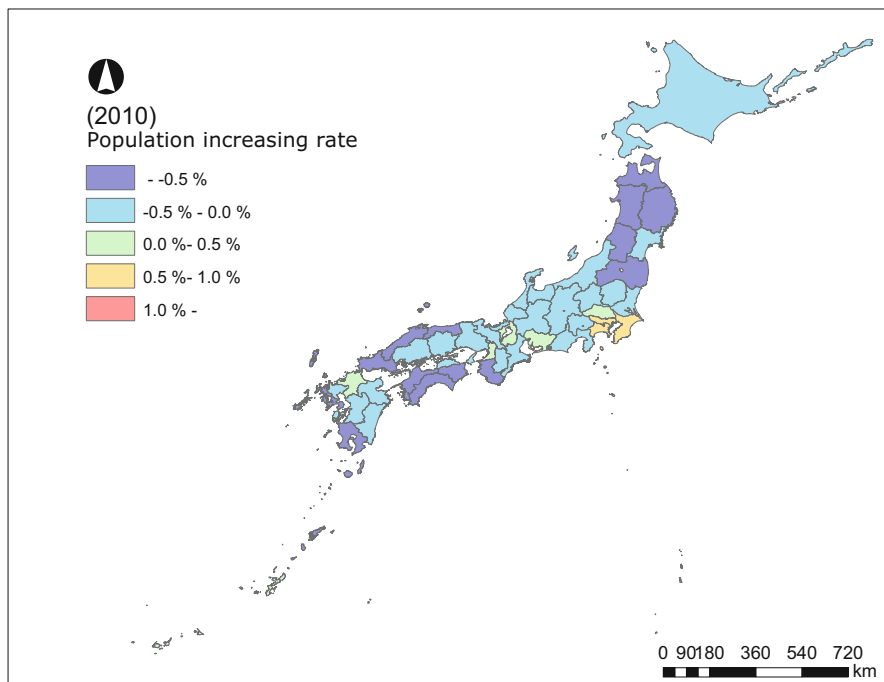 (2010)
Population increasing rate
- -0.5 %
-0.5 % - 0.0 %
0.0 %- 0.5 %
0.5 %- 1.0 %
1.0 % -
0 90180 360 540 720
km